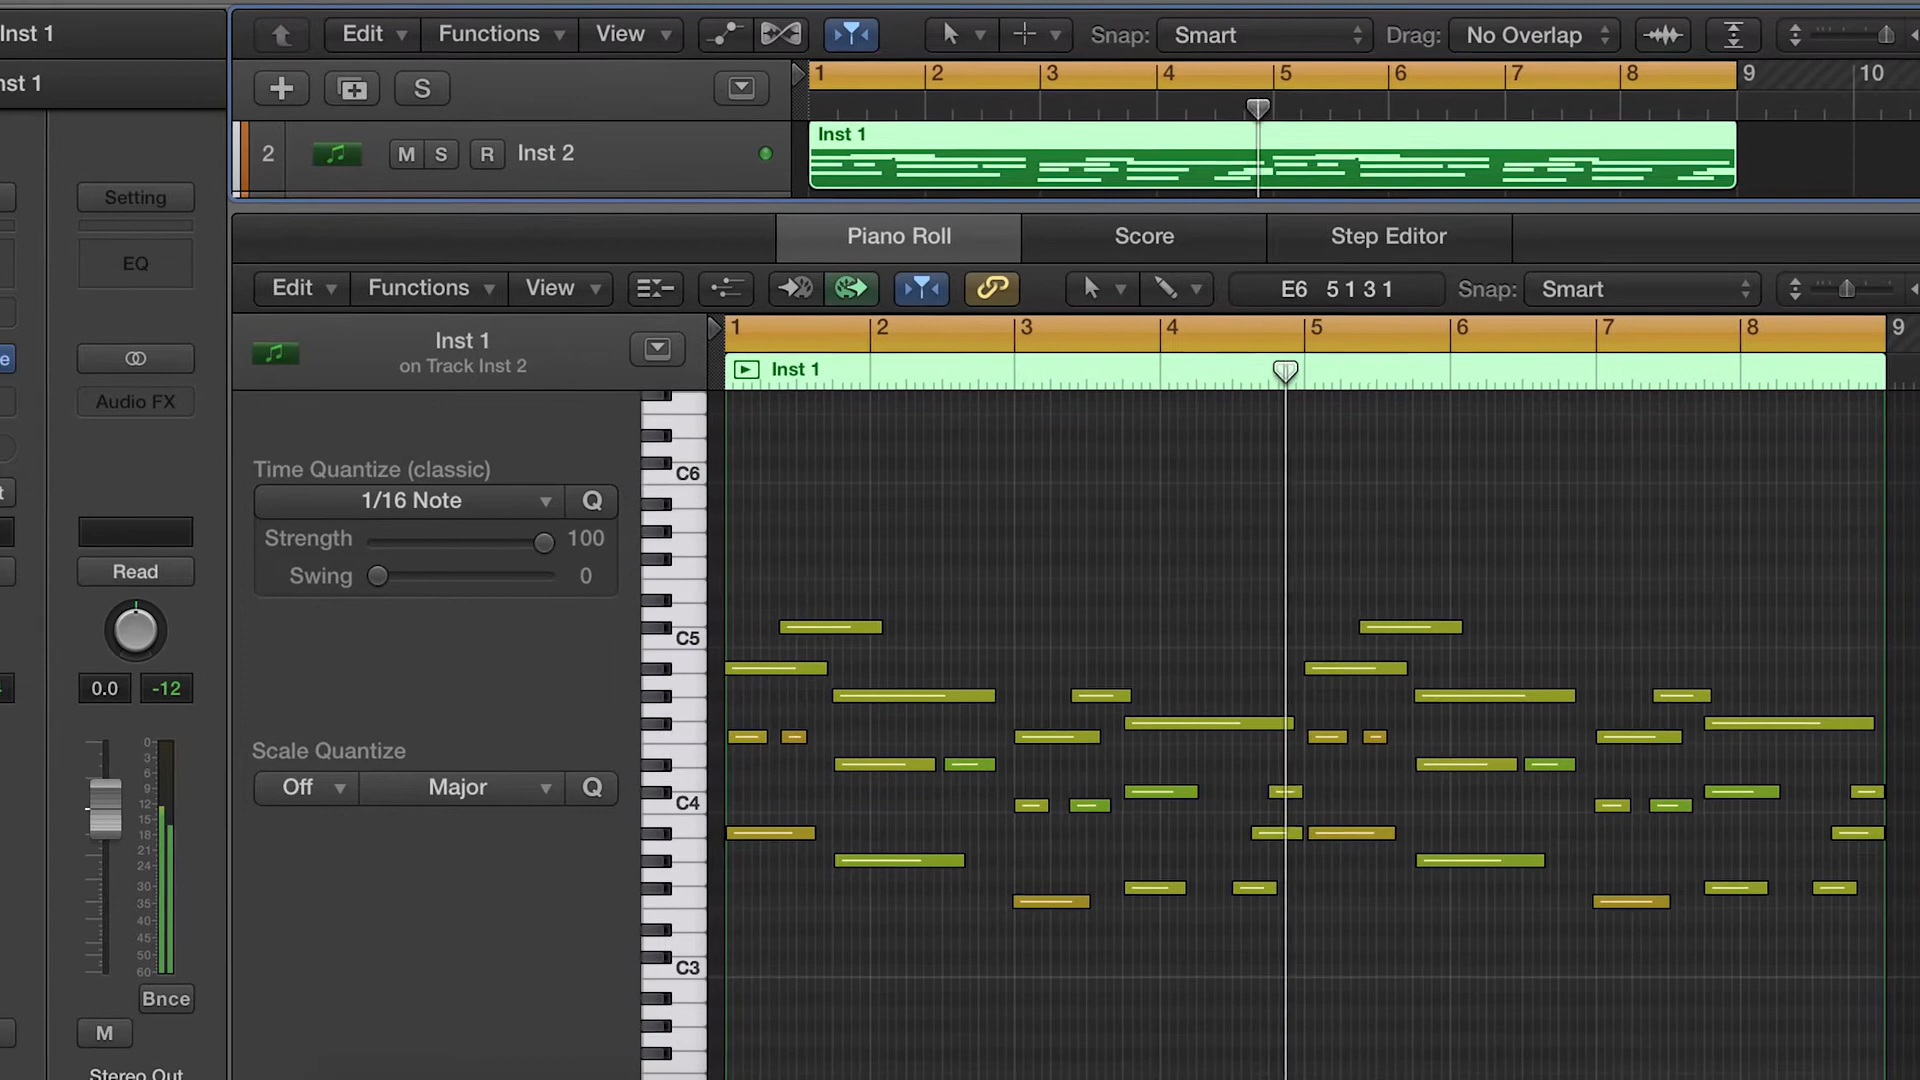 Inst 1
Edit Functions View Snap: Smart Drag: No Overlap
nst 1
S
1 2 3 4 5 6 7 8 9 10
Inst 1
2 M S R Inst 2
Setting
EQ
Audio FX
Read
0.0 -12
0
3
6
9
12
15
18
21
24
30
35
40
45
50
60
Bnce
M
Stereo Out
Piano Roll Score Step Editor
Edit Functions View E6 5 1 3 1 Snap: Smart
Inst 1
on Track Inst 2
1 2 3 4 5 6 7 8 9
Inst 1
Time Quantize (classic)
1/16 Note Q
Strength 100
Swing 0
Scale Quantize
Off Major Q
C6
C5
C4
C3